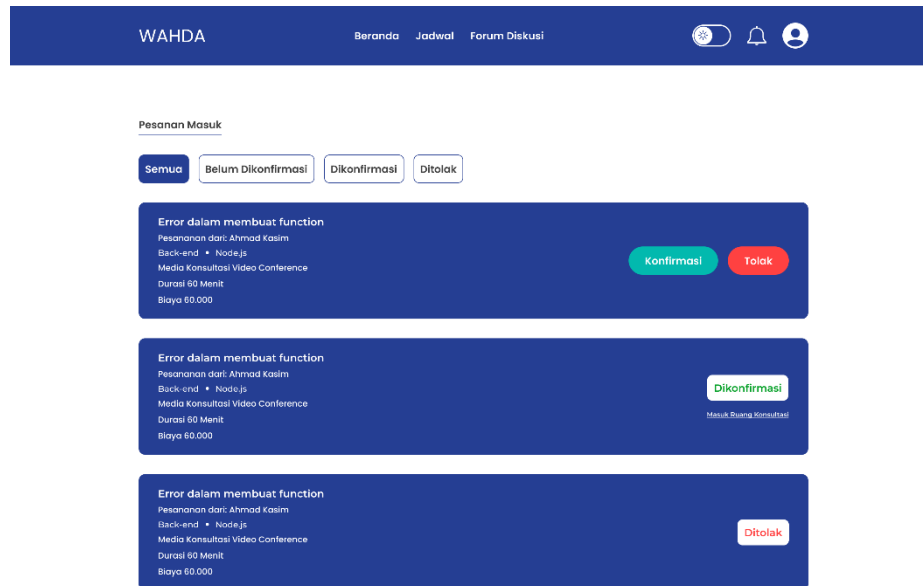 WAHDA
Beranda Jadwal Forum Diskusi
Pesanan Masuk
Semua Belum Dikonfirmasi Dikonfirmasi Ditolak
Error dalam membuat function
Pesananan dari: Ahmad Kasim
Back-end • Node.js
Media Konsultasi Video Conference
Durasi 60 Menit
Biaya 60.000
Konfirmasi Tolak
Error dalam membuat function
Pesananan dari: Ahmad Kasim
Back-end • Node.js
Media Konsultasi Video Conference
Durasi 60 Menit
Biaya 60.000
Dikonfirmasi
Masuk Ruang Konsultasi
Error dalam membuat function
Pesananan dari: Ahmad Kasim
Back-end • Node.js
Media Konsultasi Video Conference
Durasi 60 Menit
Biaya 60.000
Ditolak